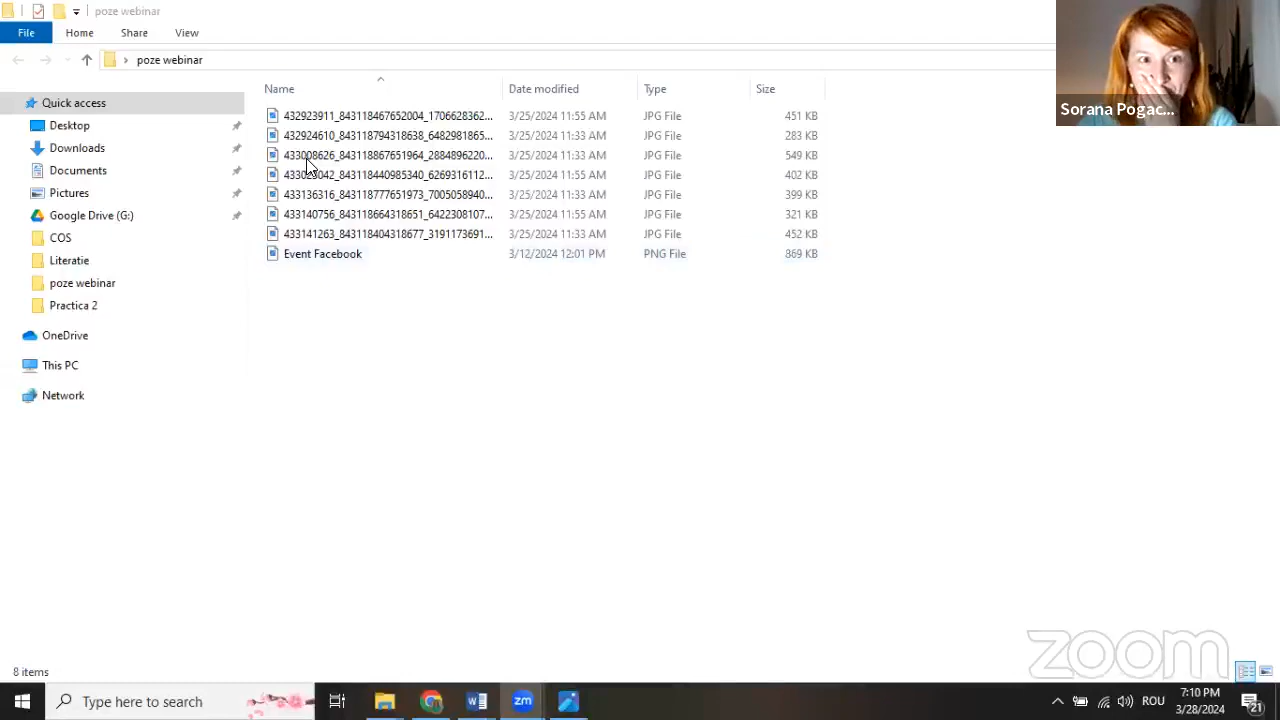 poze webinar
File Home Share View
poze webinar
Name Date modified Type Size
Quick access
Desktop
Downloads
Documents
Pictures
Google Drive (G:)
COS
Literatie
poze webinar
Practica 2
OneDrive
This PC
Network
432923911_843118467652004_1706628362... 3/25/2024 11:55 AM JPG File 451 KB
432924610_843118794318638_6482981865... 3/25/2024 11:33 AM JPG File 283 KB
433008626_843118867651964_2884896220... 3/25/2024 11:33 AM JPG File 549 KB
843118440985340_6269316112... 3/25/2024 11:55 AM JPG File 402 KB
433136316_843118777651973_7005058940... 3/25/2024 11:33 AM JPG File 399 KB
433140756_843118664318651_6422308107... 3/25/2024 11:55 AM JPG File 321 KB
433141263_843118404318677_3191173691... 3/25/2024 11:33 AM JPG File 452 KB
Event Facebook 3/12/2024 12:01 PM PNG File 869 KB
Sorana Pogac...
8 items
zoom
Type here to search
zm
ROU
7:10 PM
3/28/2024
21